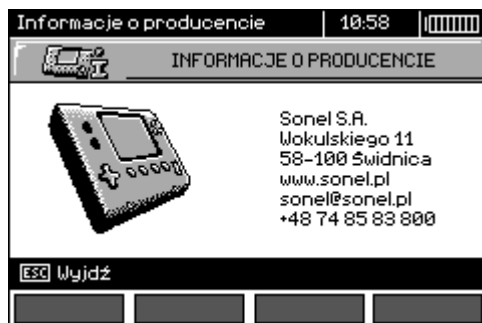 Informacje o producencie 10:58
INFORMACJE O PRODUCENCIE
Sonel S.A.
Wokulskiego 11
58-100 Świdnica
www.sonel.pl
sonel@sonel.pl
+48 74 85 83 800
ESC Wyjdź